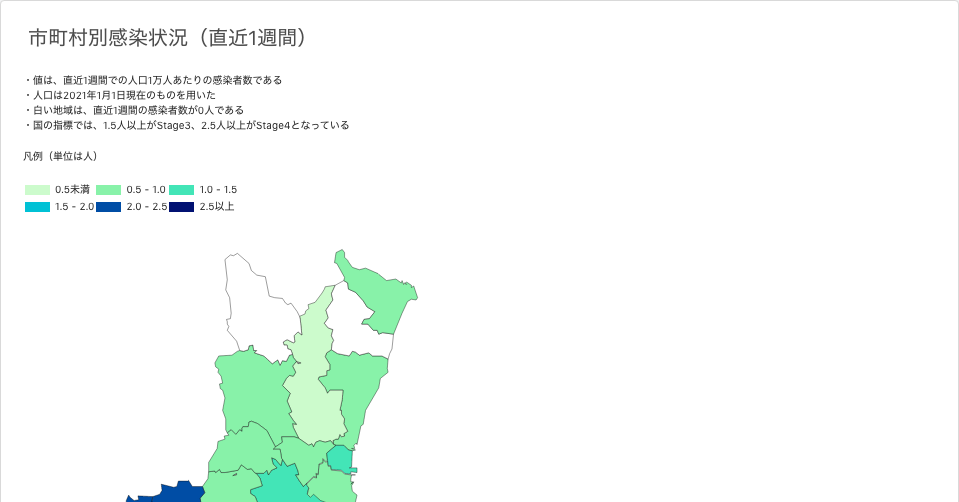 市町村別感染状況（直近1週間）
・値は、直近1週間での人口1万人あたりの感染者数である
・人口は2021年1月1日現在のものを用いた
・白い地域は、直近1週間の感染者数が0人である
・国の指標では、1.5人以上がStage3、2.5人以上がStage4となっている
凡例（単位は人）
0.5未満 0.5 - 1.0 1.0 - 1.5
1.5 - 2.0 2.0 - 2.5 2.5以上